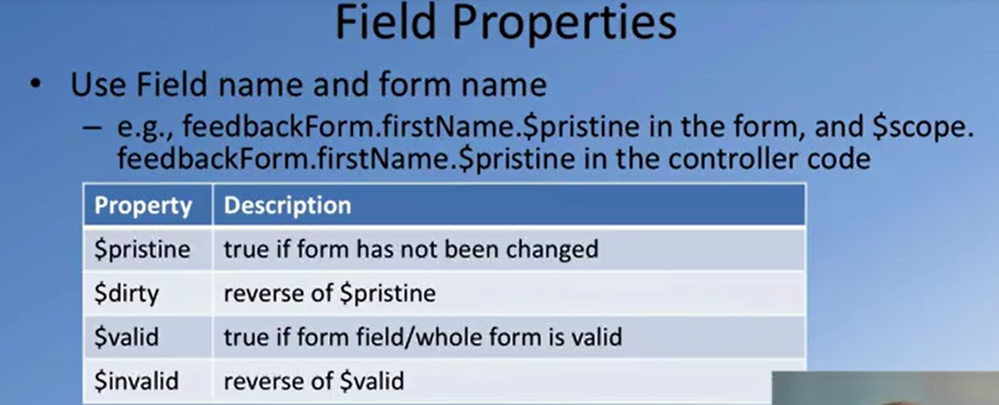 Field Properties
• Use Field name and form name
– e.g., feedbackForm.firstName.$pristine in the form, and $scope.
feedbackForm.firstName.$pristine in the controller code
Property Description
$pristine true if form has not been changed
$dirty reverse of $pristine
$valid true if form field/whole form is valid
$invalid reverse of $valid